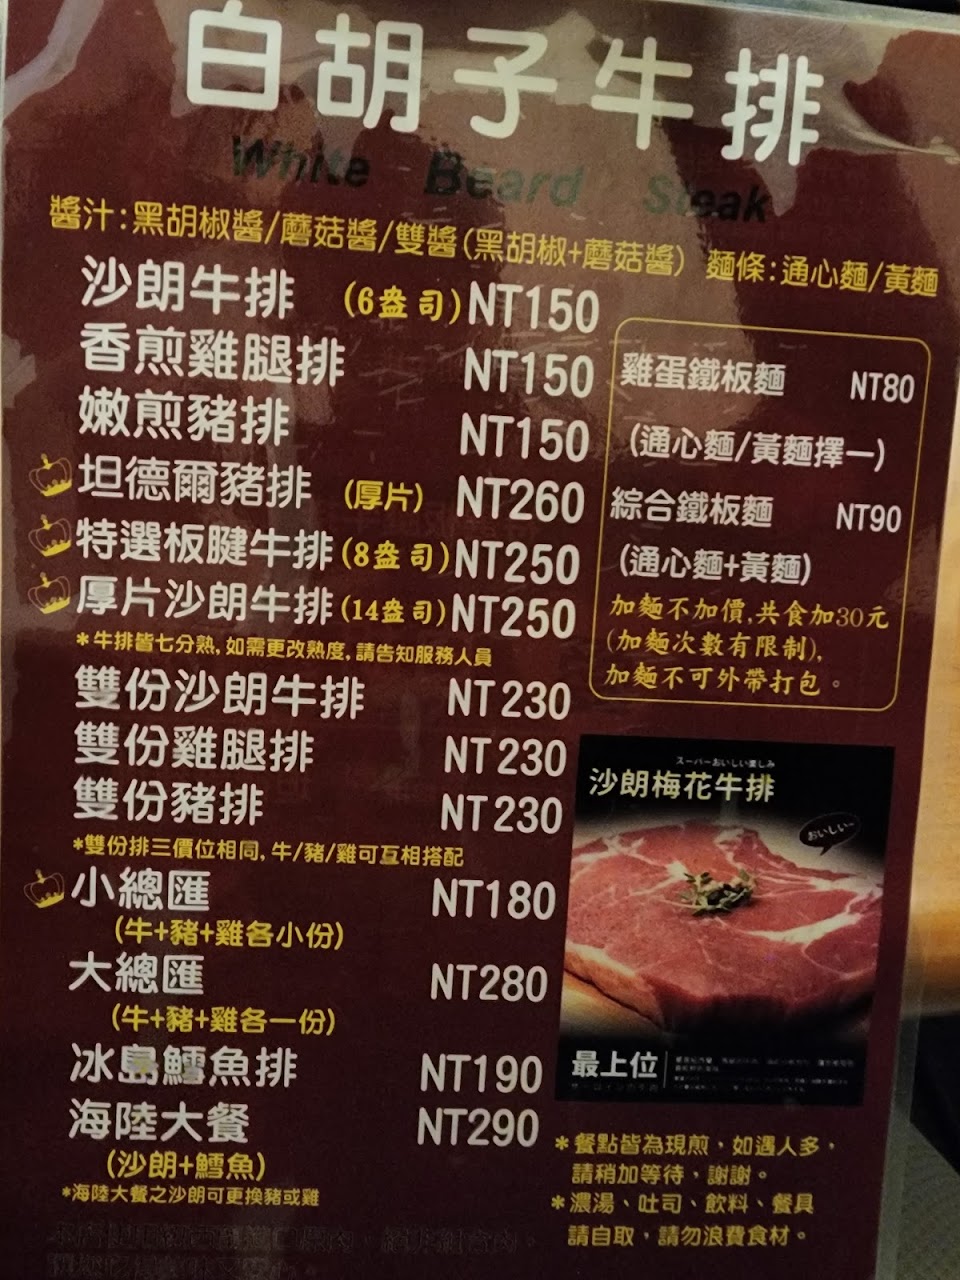 白胡子牛排
White Beard Steak
醬汁:黑胡椒醬/蘑菇醬/雙醬(黑胡椒+蘑菇醬) 麵條:通心麵/黃麵
沙朗牛排 (6盎司) NT150
香煎雞腿排 NT150
嫩煎豬排 NT150
坦德爾豬排 (厚片) NT260
特選板腱牛排 (8盎司) NT250
厚片沙朗牛排 (14盎司) NT250
*牛排皆七分熟,如需更改熟度,請告知服務人員
雙份沙朗牛排 NT230
雙份雞腿排 NT230
雙份豬排 NT230
*雙份排三價位相同,牛/豬/雞可互相搭配
小總匯 NT180
(牛+豬+雞各小份)
大總匯 NT280
(牛+豬+雞各一份)
冰島鱈魚排 NT190
海陸大餐 NT290
(沙朗+鱈魚)
*海陸大餐之沙朗可更換豬或雞
雞蛋鐵板麵 NT80
(通心麵/黃麵擇一)
綜合鐵板麵 NT90
(通心麵+黃麵)
加麵不加價,共食加30元
(加麵次數有限制),
加麵不可外帶打包。
スーパーおいしい楽しみ
沙朗梅花牛排
おいしい~
最上位
*餐點皆為現煎,如遇人多,
請稍加等待,謝謝。
*濃湯、吐司、飲料、餐具
請自取,請勿浪費食材。